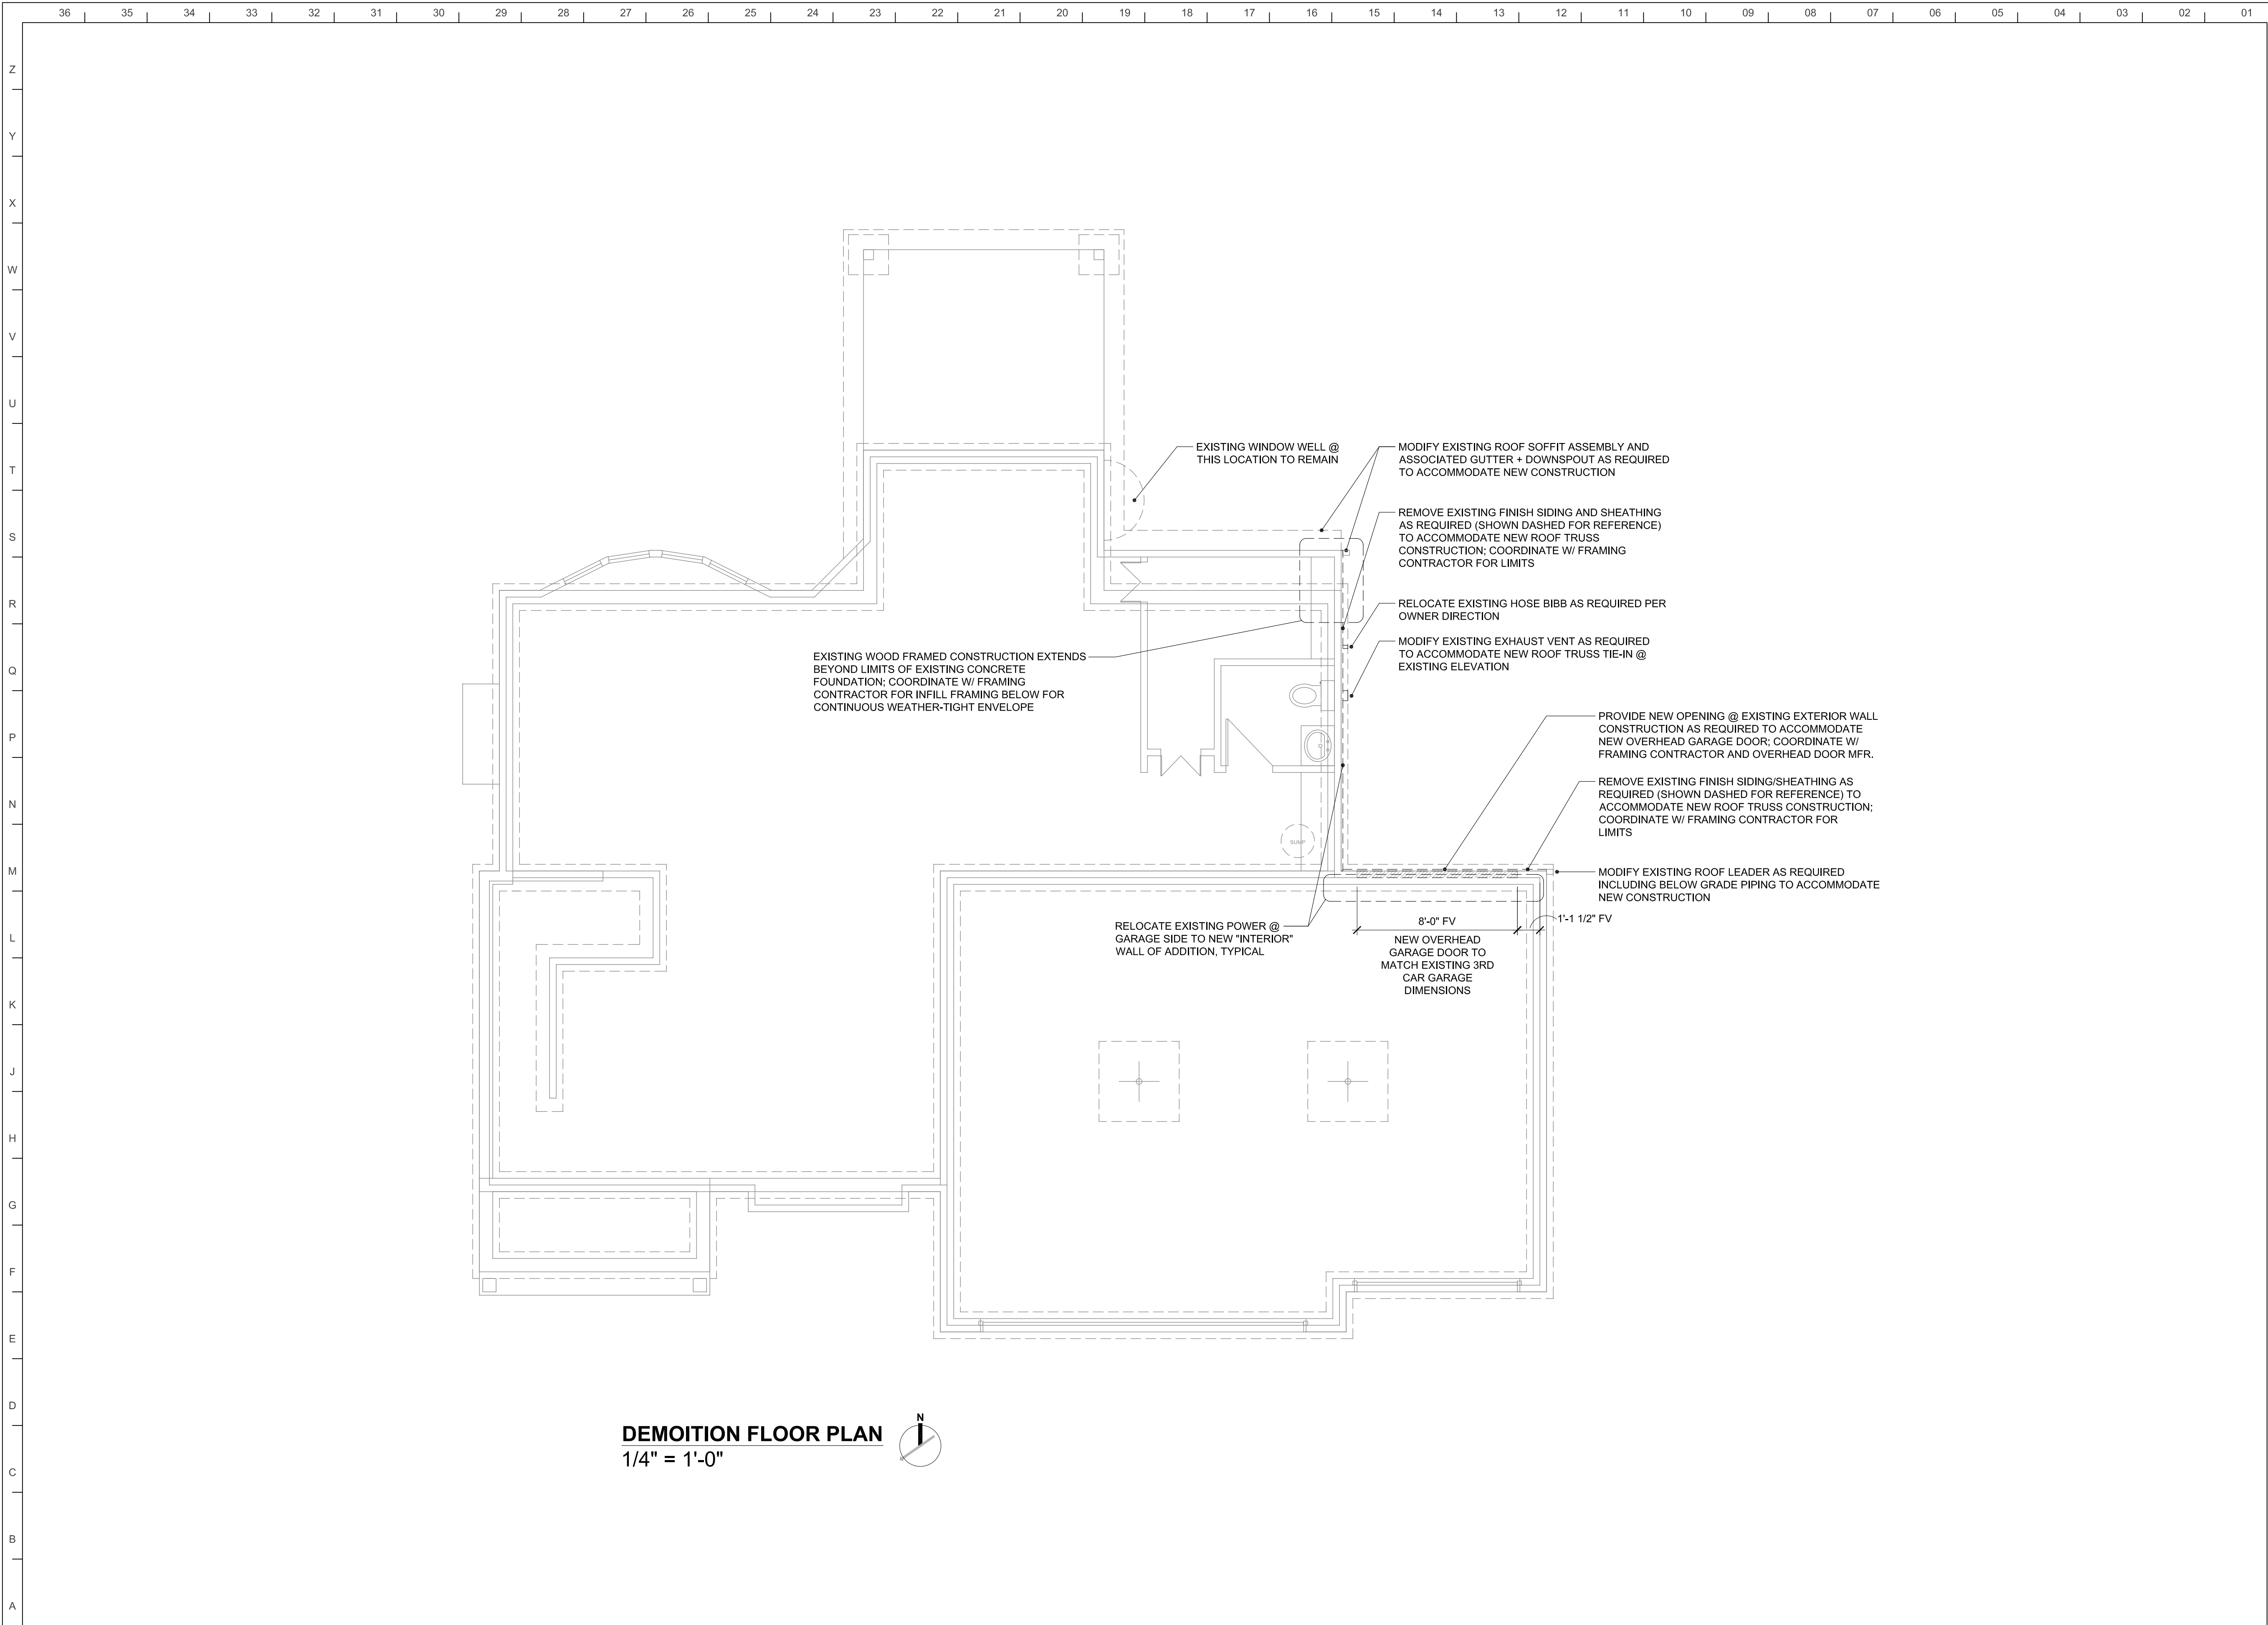 36 35 34 33 32 31 30 29 28 27 26 25 24 23 22 21 20 19 18 17 16 15 14 13 12 11 10 09 08 07 06 05 04 03 02 01
Z
Y
X
W
V
U
T
S
R
Q
P
N
M
L
K
J
H
G
F
E
D
C
B
A
EXISTING WINDOW WELL @
THIS LOCATION TO REMAIN
MODIFY EXISTING ROOF SOFFIT ASSEMBLY AND
ASSOCIATED GUTTER + DOWNSPOUT AS REQUIRED
TO ACCOMMODATE NEW CONSTRUCTION
REMOVE EXISTING FINISH SIDING AND SHEATHING
AS REQUIRED (SHOWN DASHED FOR REFERENCE)
TO ACCOMMODATE NEW ROOF TRUSS
CONSTRUCTION; COORDINATE W/ FRAMING
CONTRACTOR FOR LIMITS
RELOCATE EXISTING HOSE BIBB AS REQUIRED PER
OWNER DIRECTION
MODIFY EXISTING EXHAUST VENT AS REQUIRED
TO ACCOMMODATE NEW ROOF TRUSS TIE-IN @
EXISTING ELEVATION
EXISTING WOOD FRAMED CONSTRUCTION EXTENDS
BEYOND LIMITS OF EXISTING CONCRETE
FOUNDATION; COORDINATE W/ FRAMING
CONTRACTOR FOR INFILL FRAMING BELOW FOR
CONTINUOUS WEATHER-TIGHT ENVELOPE
PROVIDE NEW OPENING @ EXISTING EXTERIOR WALL
CONSTRUCTION AS REQUIRED TO ACCOMMODATE
NEW OVERHEAD GARAGE DOOR; COORDINATE W/
FRAMING CONTRACTOR AND OVERHEAD DOOR MFR.
REMOVE EXISTING FINISH SIDING/SHEATHING AS
REQUIRED (SHOWN DASHED FOR REFERENCE) TO
ACCOMMODATE NEW ROOF TRUSS CONSTRUCTION;
COORDINATE W/ FRAMING CONTRACTOR FOR
LIMITS
SUMP
MODIFY EXISTING ROOF LEADER AS REQUIRED
INCLUDING BELOW GRADE PIPING TO ACCOMMODATE
NEW CONSTRUCTION
RELOCATE EXISTING POWER @
GARAGE SIDE TO NEW "INTERIOR"
WALL OF ADDITION, TYPICAL
8'-0" FV
1'-1 1/2" FV
NEW OVERHEAD
GARAGE DOOR TO
MATCH EXISTING 3RD
CAR GARAGE
DIMENSIONS
DEMOITION FLOOR PLAN
1/4" = 1'-0"
N